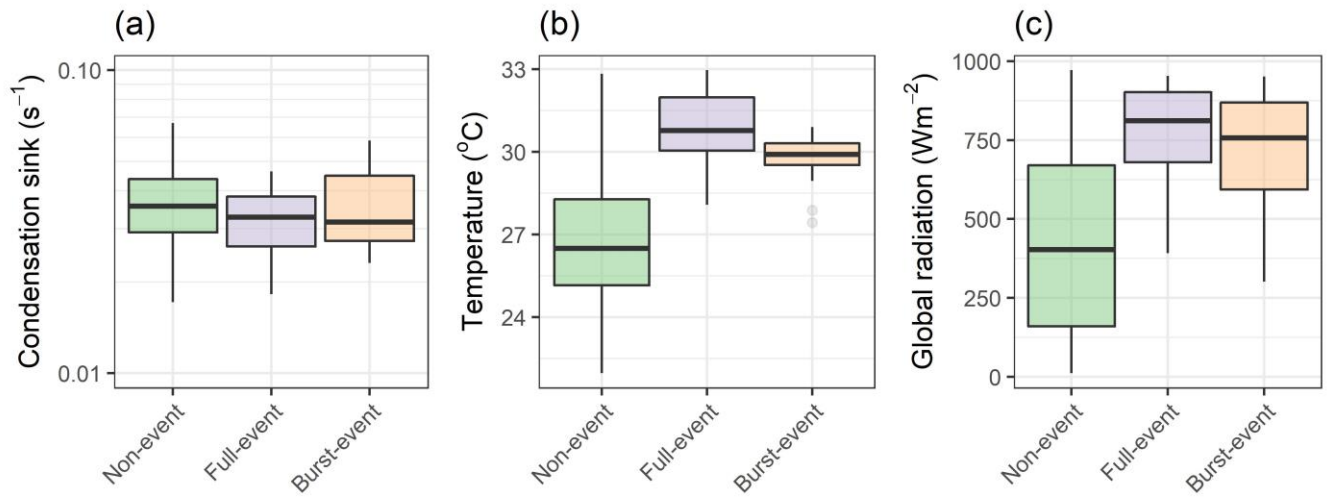 (a)
Condensation sink (s⁻¹)
0.10
0.01
Non-event
Full-event
Burst-event
(b)
Temperature (°C)
33
30
27
24
Non-event
Full-event
Burst-event
(c)
Global radiation (Wm⁻²)
1000
750
500
250
0
Non-event
Full-event
Burst-event